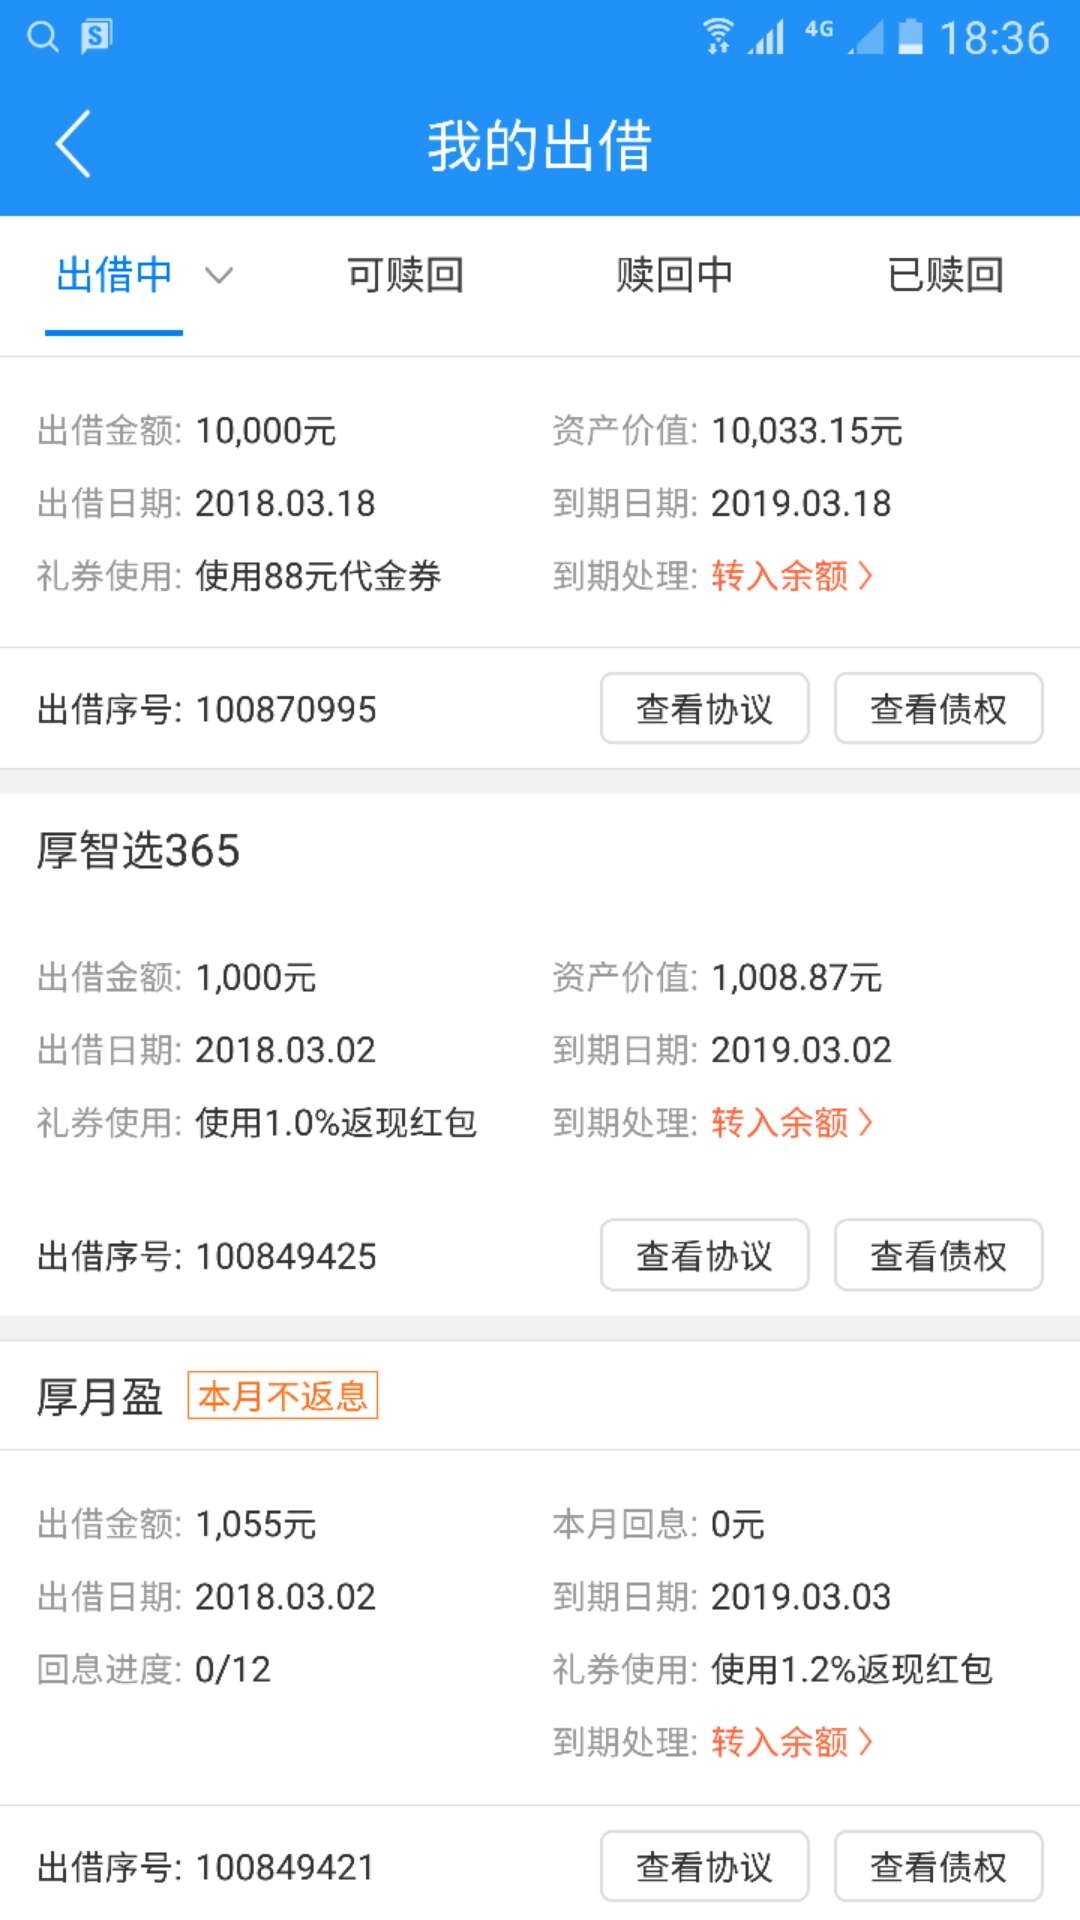 S 4G 18:36
我的出借
出借中 可赎回 赎回中 已赎回
出借金额: 10,000元 资产价值: 10,033.15元
出借日期: 2018.03.18 到期日期: 2019.03.18
礼券使用: 使用88元代金券 到期处理: 转入余额
出借序号: 100870995 查看协议 查看债权
厚智选365
出借金额: 1,000元 资产价值: 1,008.87元
出借日期: 2018.03.02 到期日期: 2019.03.02
礼券使用: 使用1.0%返现红包 到期处理: 转入余额
出借序号: 100849425 查看协议 查看债权
厚月盈 本月不返息
出借金额: 1,055元 本月回息: 0元
出借日期: 2018.03.02 到期日期: 2019.03.03
回息进度: 0/12 礼券使用: 使用1.2%返现红包
到期处理: 转入余额
出借序号: 100849421 查看协议 查看债权